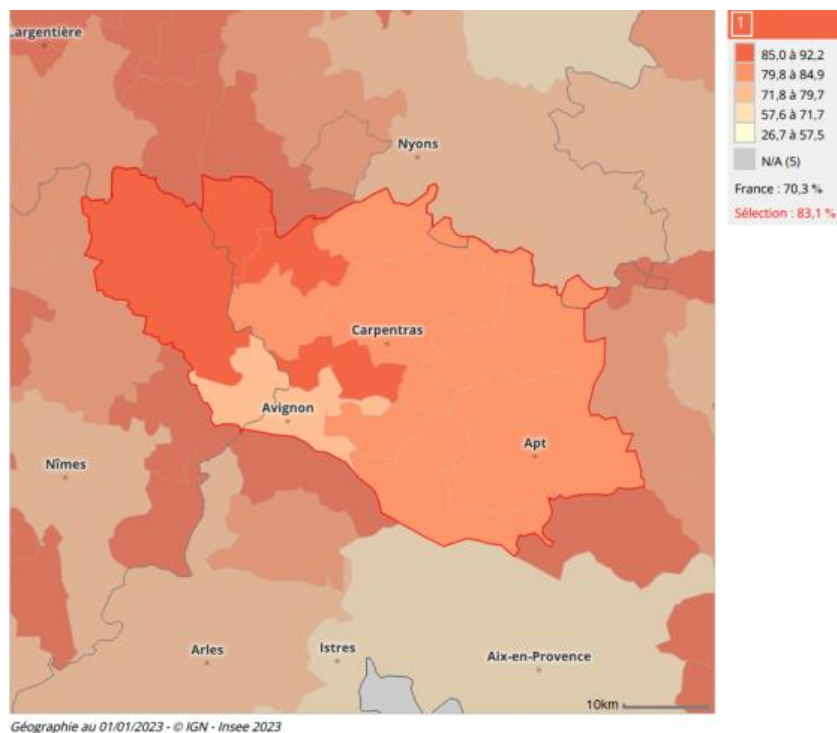 Largentière
Nyons
Carpentras
Avignon
Apt
Nîmes
Arles
Istres
Aix-en-Provence
10km
1
85,0 à 92,2
79,8 à 84,9
71,8 à 79,7
57,6 à 71,7
26,7 à 57,5
N/A (5)
France : 70,3 %
Sélection : 83,1 %
Géographie au 01/01/2023 - © IGN - Insee 2023